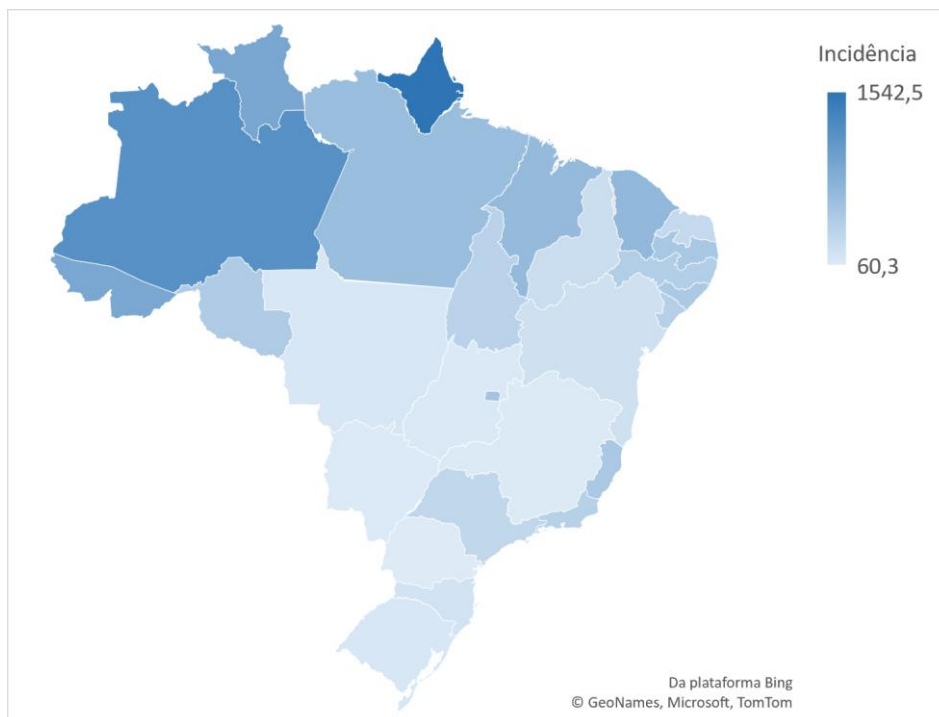 Incidência
1542,5
60,3
Da plataforma Bing
© GeoNames, Microsoft, TomTom